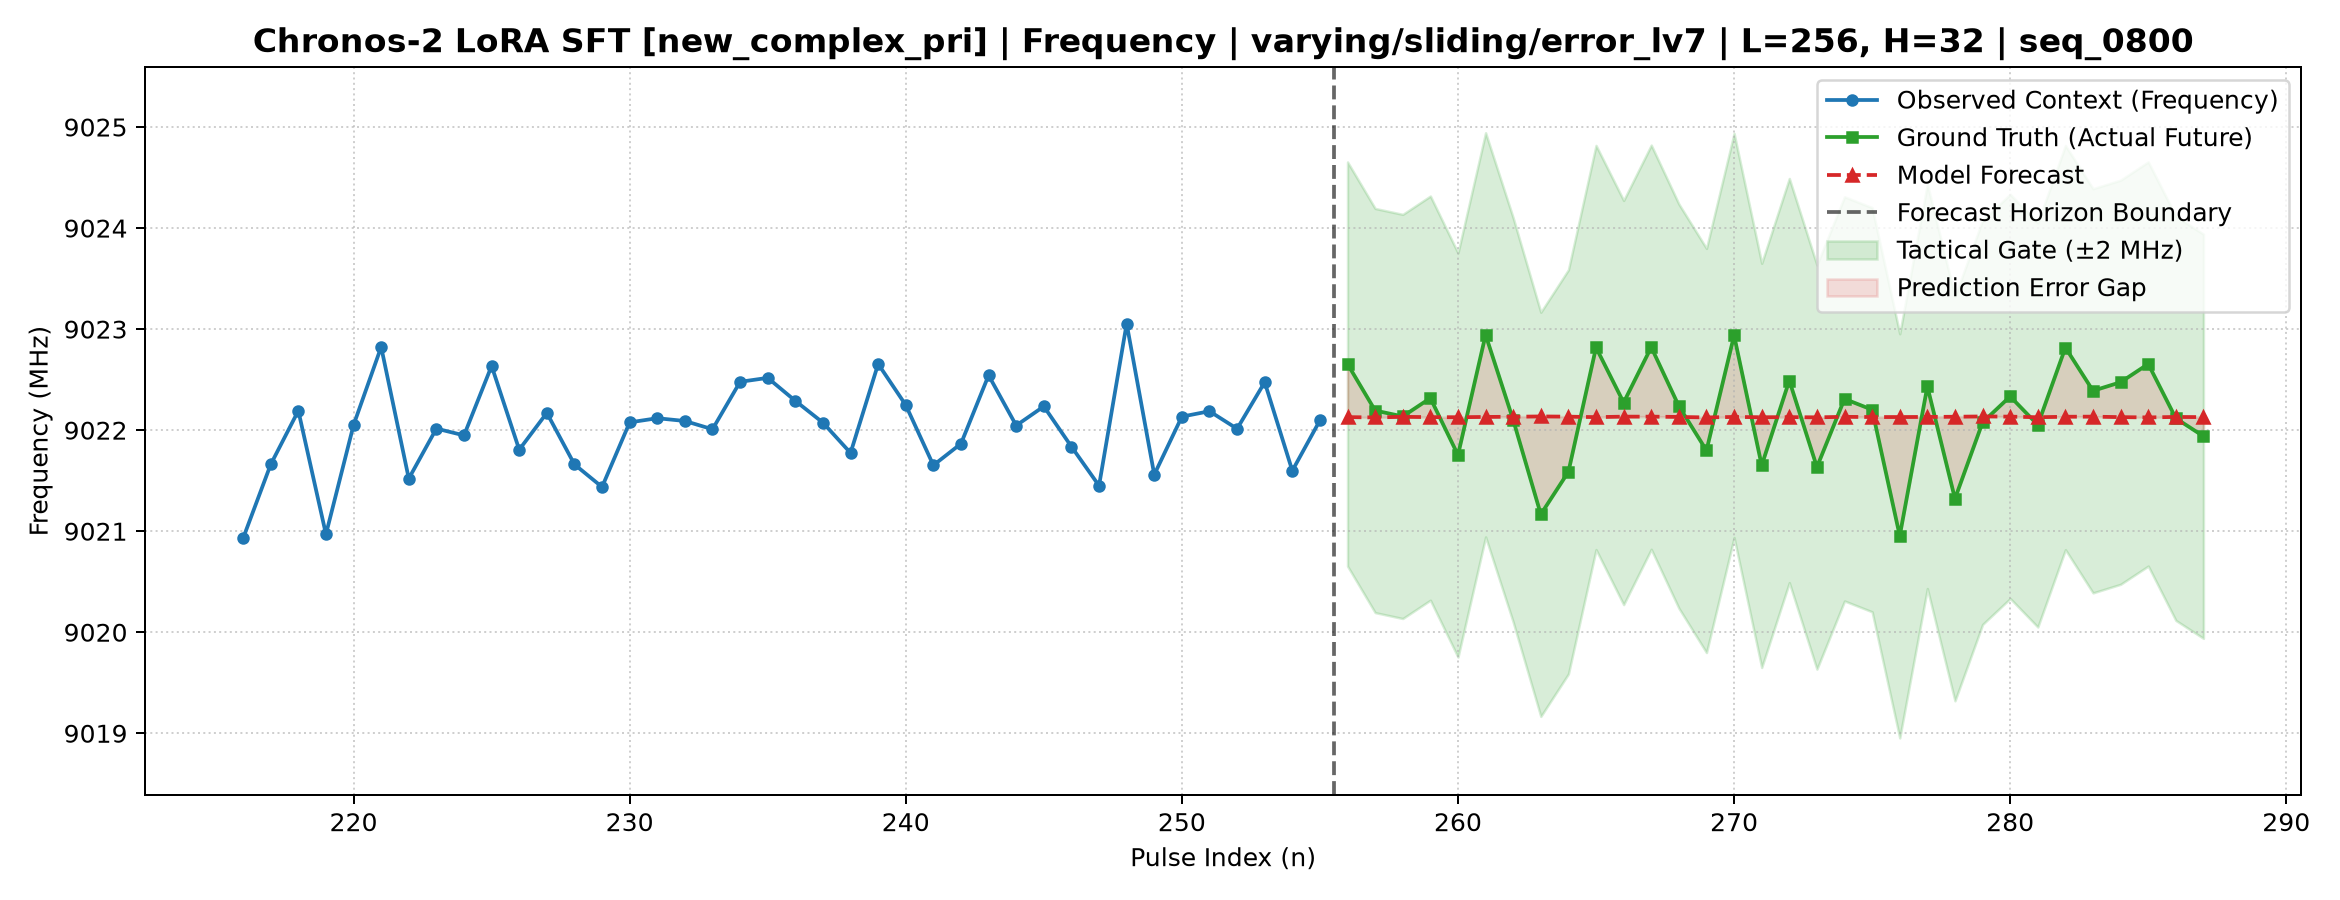 Chronos-2 LoRA SFT [new_complex_pri] | Frequency | varying/sliding/error_lv7 | L=256, H=32 | seq_0800
Observed Context (Frequency)
Ground Truth (Actual Future)
Model Forecast
Forecast Horizon Boundary
Tactical Gate (±2 MHz)
Prediction Error Gap
Frequency (MHz)
9025
9024
9023
9022
9021
9020
9019
220 230 240 250 260 270 280 290
Pulse Index (n)